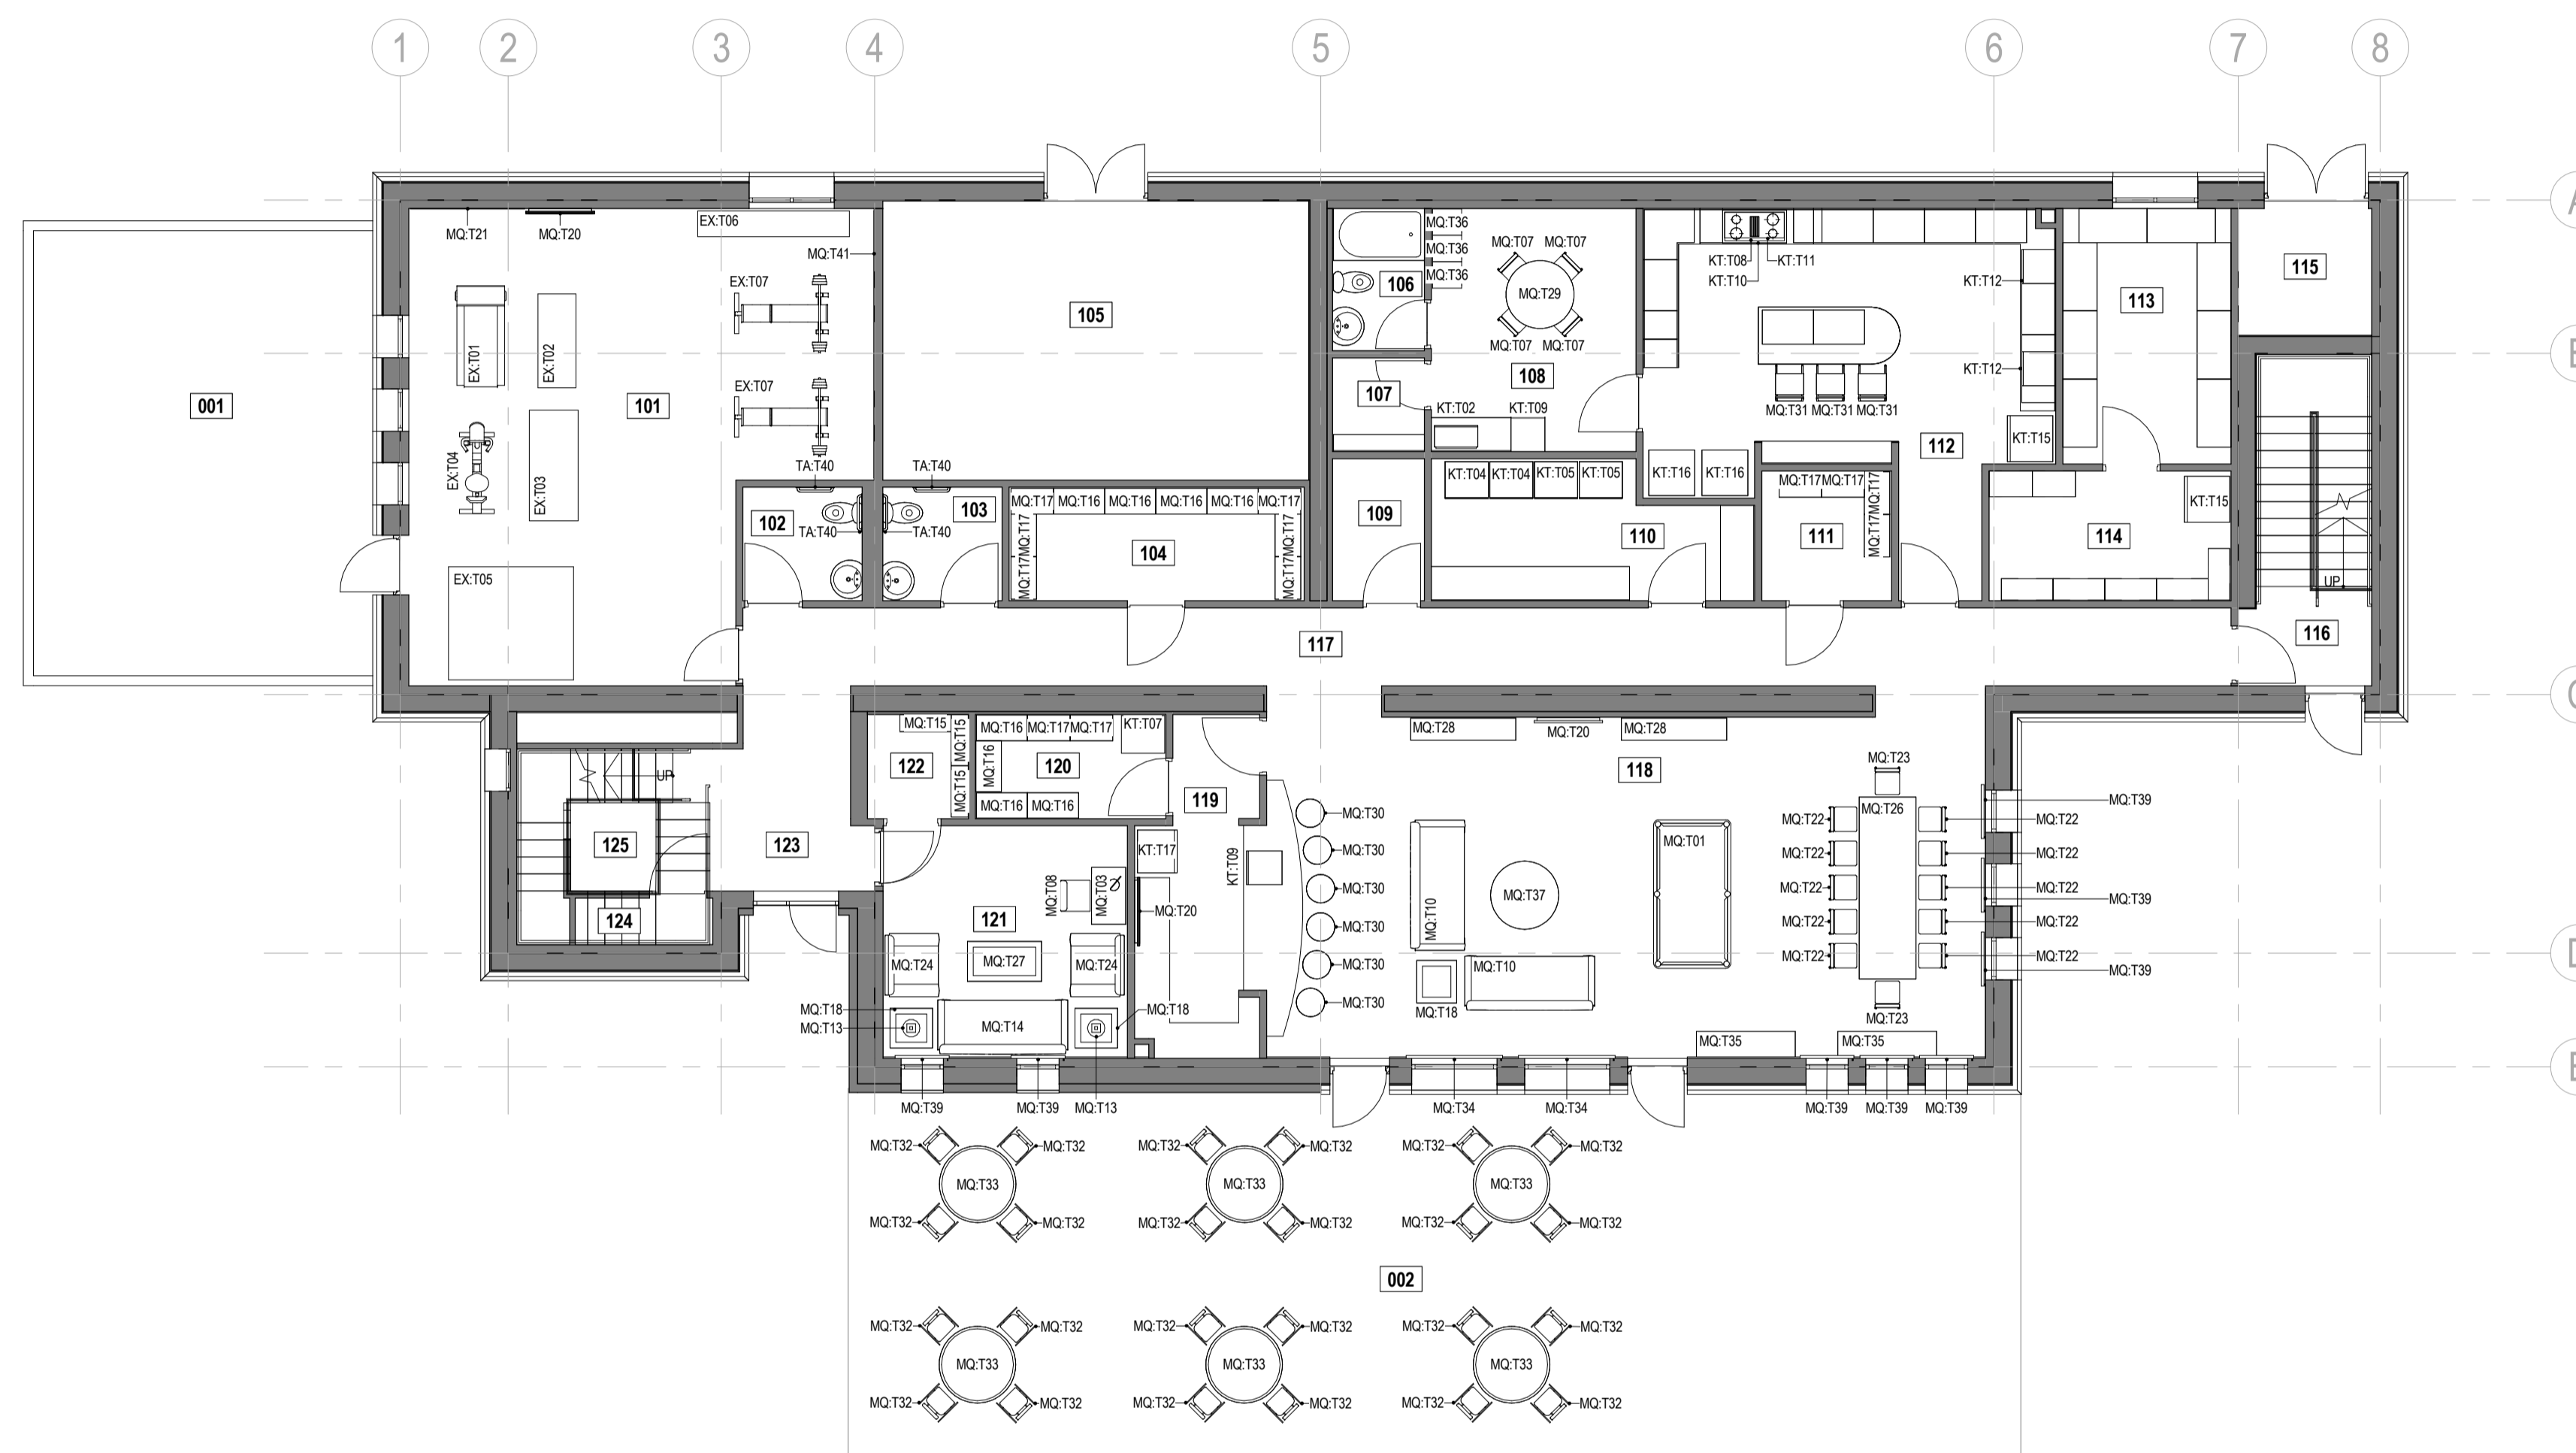 1 2 3 4 5 6 7 8
A
MQ:T21 MQ:T20 EX:T06
MQ:T41
EX:T07
EX:T01 EX:T02
001
101
EX:T07
EX:T04
EX:T03
EX:T05
105
TA:T40 TA:T40
102
TA:T40
103
TA:T40
MQ:T17 MQ:T16 MQ:T16 MQ:T16 MQ:T16 MQ:T17
MQ:T17 MQ:T17
MQ:T17 MQ:T17
104
MQ:T36
MQ:T36
MQ:T36
106
MQ:T07 MQ:T07
MQ:T29
MQ:T07 MQ:T07
108
107
KT:T02 KT:T09
KT:T04 KT:T04 KT:T05 KT:T05
109
110
KT:T08 KT:T11
KT:T10
KT:T12
KT:T12
MQ:T31 MQ:T31 MQ:T31
112
KT:T15
KT:T16 KT:T16
MQ:T17 MQ:T17
MQ:T17
MQ:T17
111
113
KT:T15
114
115
UP
116
117
C
UP
125
124
123
MQ:T15
MQ:T15
MQ:T15
122
MQ:T16 MQ:T17 MQ:T17 KT:T07
MQ:T16
120
MQ:T16 MQ:T16
119
KT:T17
KT:T09
MQ:T20
121
MQ:T08
MQ:T03
MQ:T24 MQ:T27 MQ:T24
MQ:T18 MQ:T18
MQ:T13
MQ:T14
MQ:T39 MQ:T39 MQ:T13
MQ:T28 MQ:T20 MQ:T28
118
MQ:T30
MQ:T30
MQ:T30
MQ:T30
MQ:T30
MQ:T30
MQ:T10
MQ:T37
MQ:T01
MQ:T10
MQ:T18
MQ:T23
MQ:T26
MQ:T22 MQ:T22
MQ:T22 MQ:T22
MQ:T22 MQ:T22
MQ:T22 MQ:T22
MQ:T22 MQ:T22
MQ:T23
MQ:T39
MQ:T39
MQ:T39
MQ:T35 MQ:T35
MQ:T34 MQ:T34 MQ:T39 MQ:T39 MQ:T39
MQ:T32 MQ:T32 MQ:T32 MQ:T32 MQ:T32 MQ:T32
MQ:T33 MQ:T33 MQ:T33
MQ:T32 MQ:T32 MQ:T32 MQ:T32 MQ:T32 MQ:T32
002
MQ:T32 MQ:T32 MQ:T32 MQ:T32 MQ:T32 MQ:T32
MQ:T33 MQ:T33 MQ:T33
MQ:T32 MQ:T32 MQ:T32 MQ:T32 MQ:T32 MQ:T32